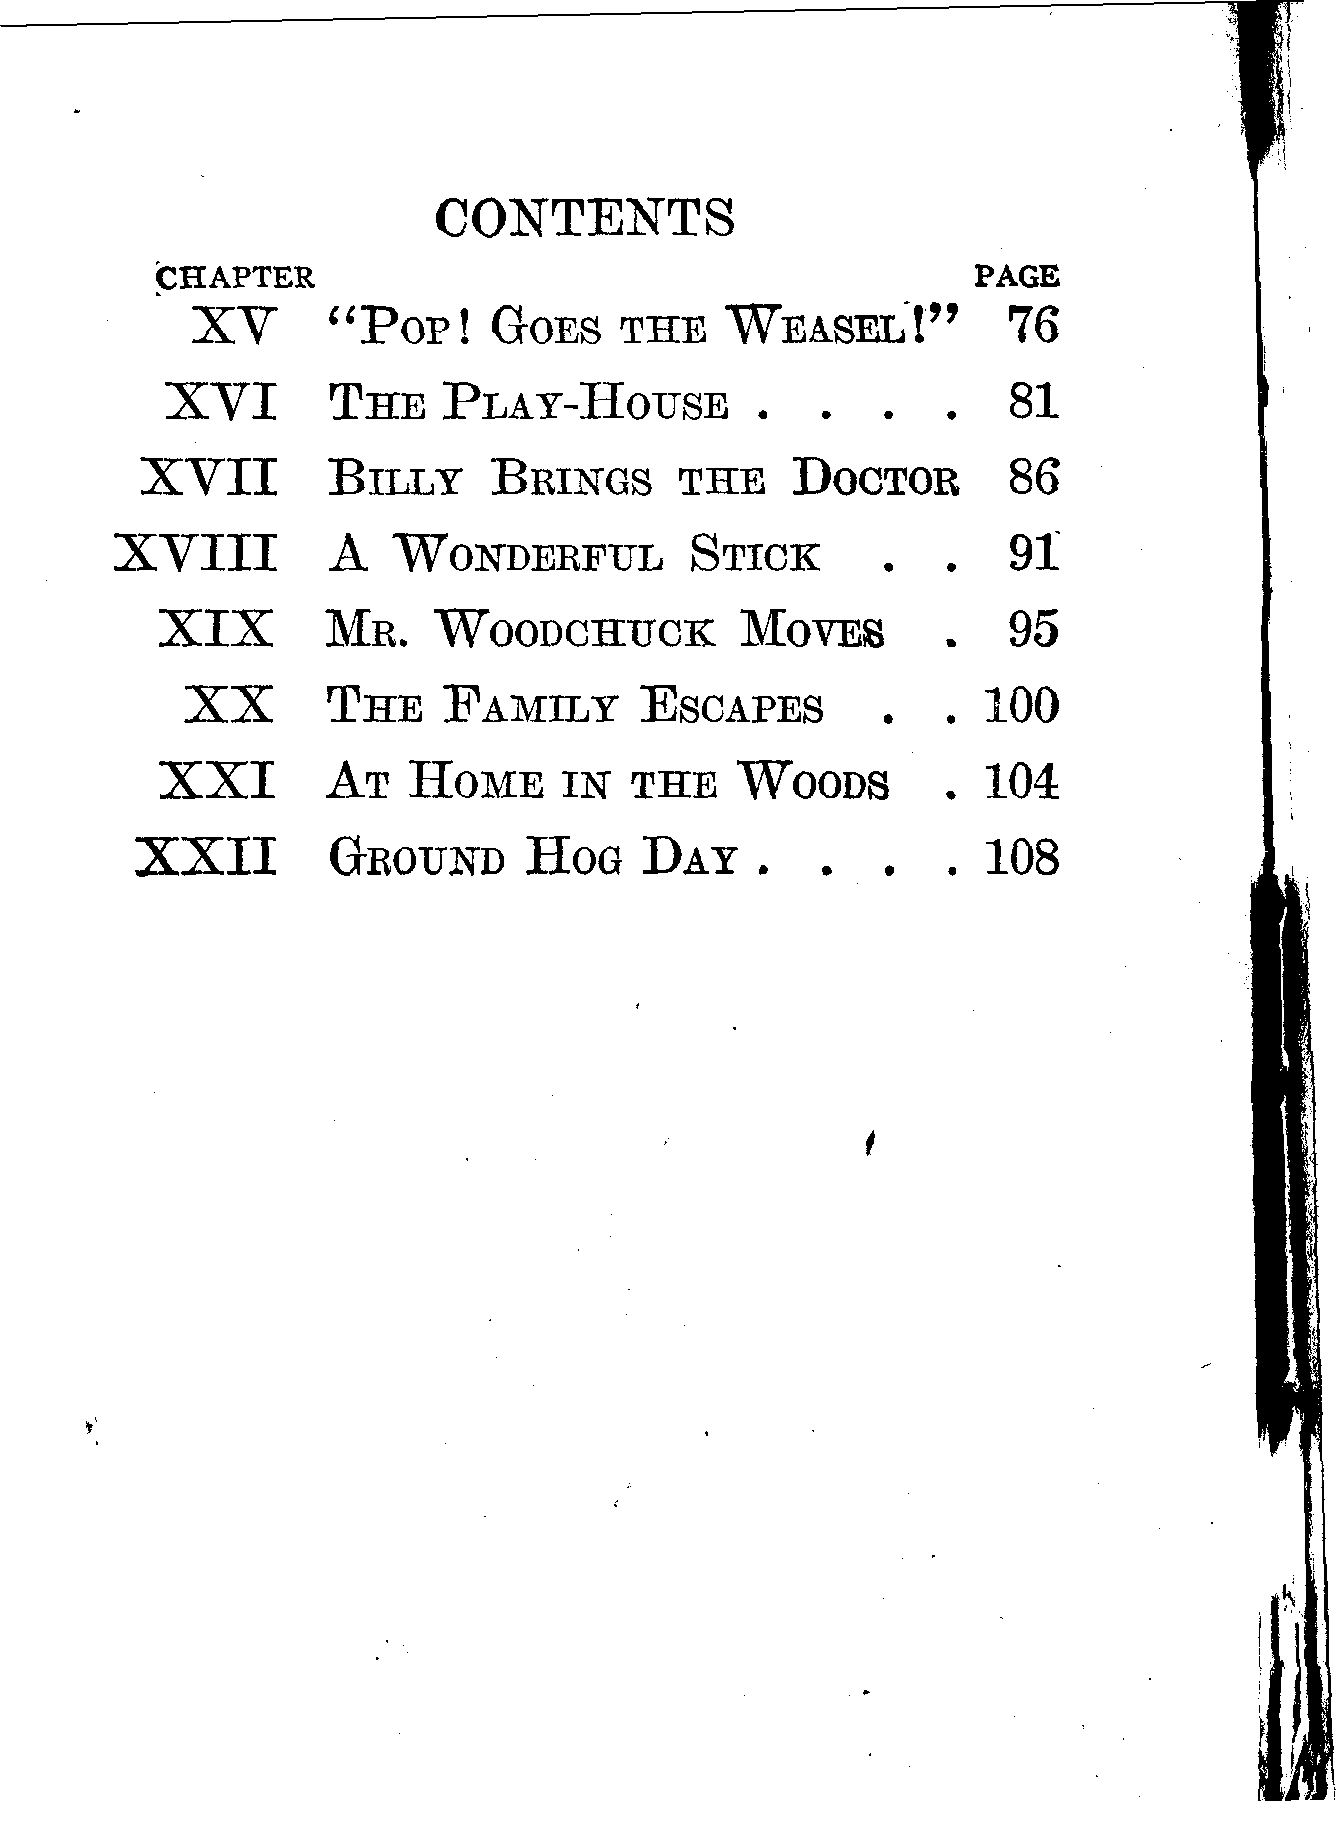 CONTENTS
CHAPTER PAGE
XV "Pop! Goes the Weasel!" 76
XVI The Play-House . . . . 81
XVII Billy Brings the Doctor 86
XVIII A Wonderful Stick . . 91
XIX Mr. Woodchuck Moves . 95
XX The Family Escapes . . 100
XXI At Home in the Woods . 104
XXII Ground Hog Day . . . . 108